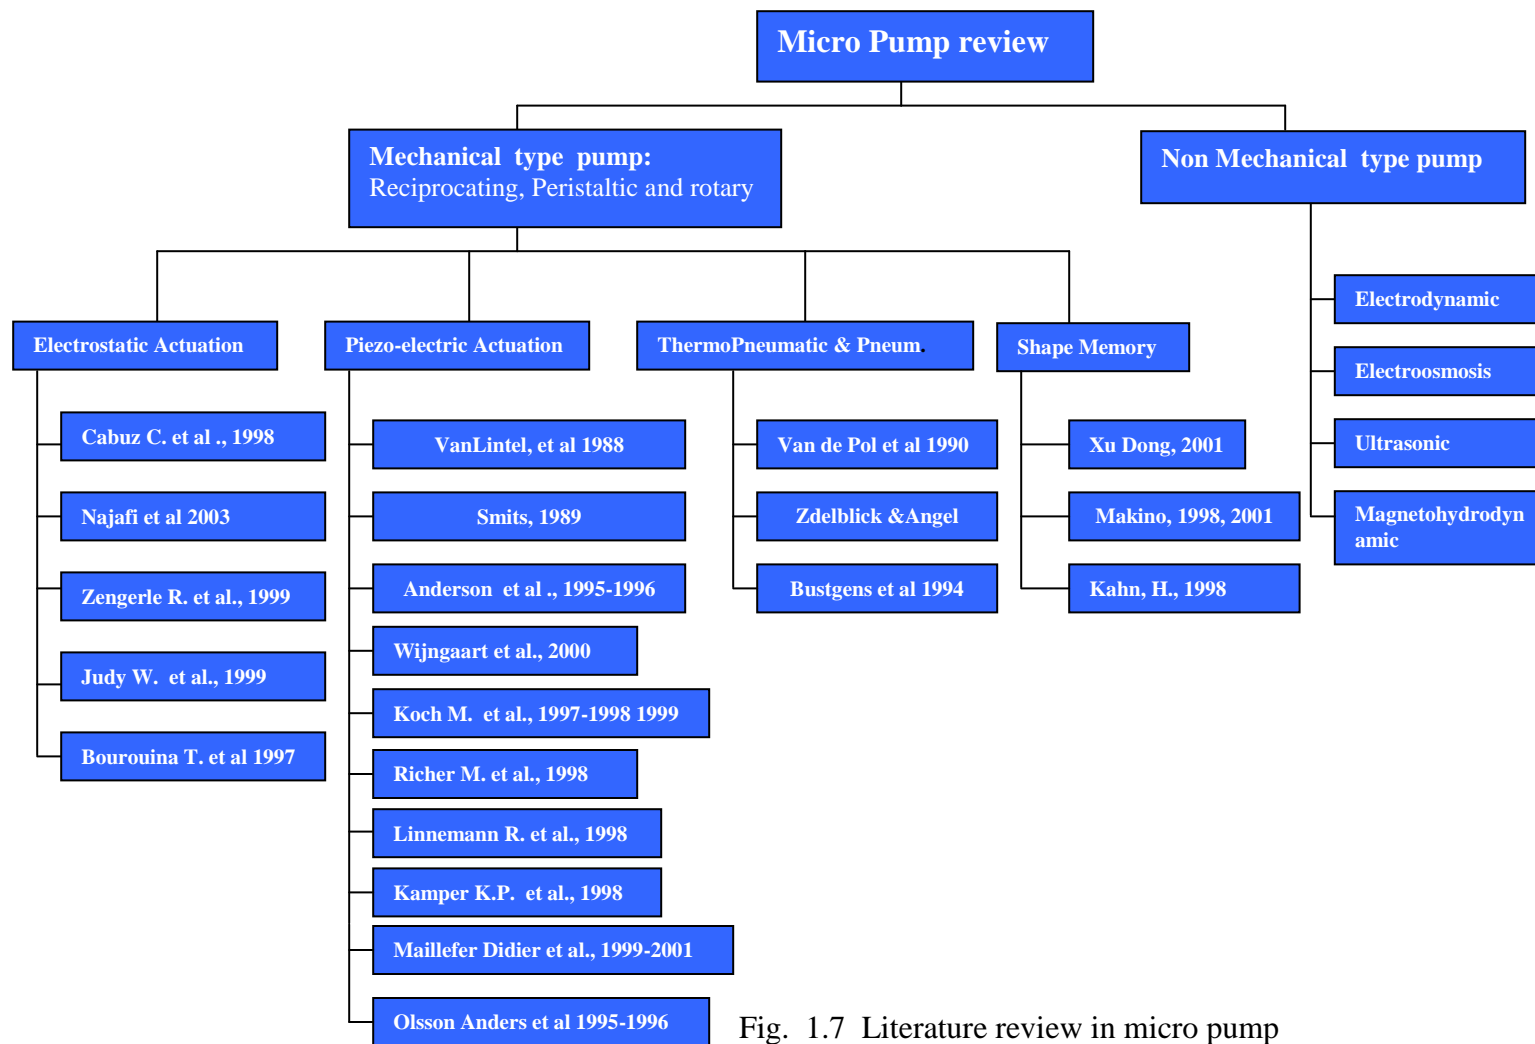 Micro Pump review
Mechanical type pump:
Reciprocating, Peristaltic and rotary
Non Mechanical type pump
Electrostatic Actuation
Cabuz C. et al ., 1998
Najafi et al 2003
Zengerle R. et al., 1999
Judy W. et al., 1999
Bourouina T. et al 1997
Piezo-electric Actuation
VanLintel, et al 1988
Smits, 1989
Anderson et al ., 1995-1996
Wijngaart et al., 2000
Koch M. et al., 1997-1998 1999
Richer M. et al., 1998
Linnemann R. et al., 1998
Kamper K.P. et al., 1998
Maillefer Didier et al., 1999-2001
Olsson Anders et al 1995-1996
ThermoPneumatic & Pneum.
Van de Pol et al 1990
Zdelblick &Angel
Bustgens et al 1994
Shape Memory
Xu Dong, 2001
Makino, 1998, 2001
Kahn, H., 1998
Electrodynamic
Electroosmosis
Ultrasonic
Magnetohydrodyn
amic
Fig. 1.7 Literature review in micro pump